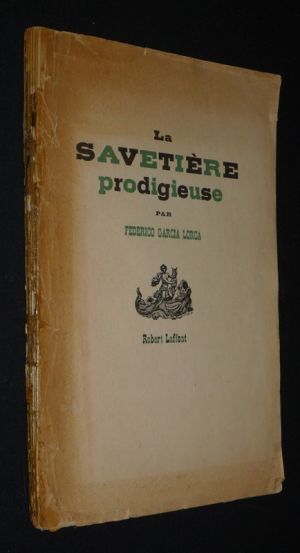 La
SAVETIÈRE
prodigieuse
PAR
FEDERICO GARCIA LORCA
Robert Laffont